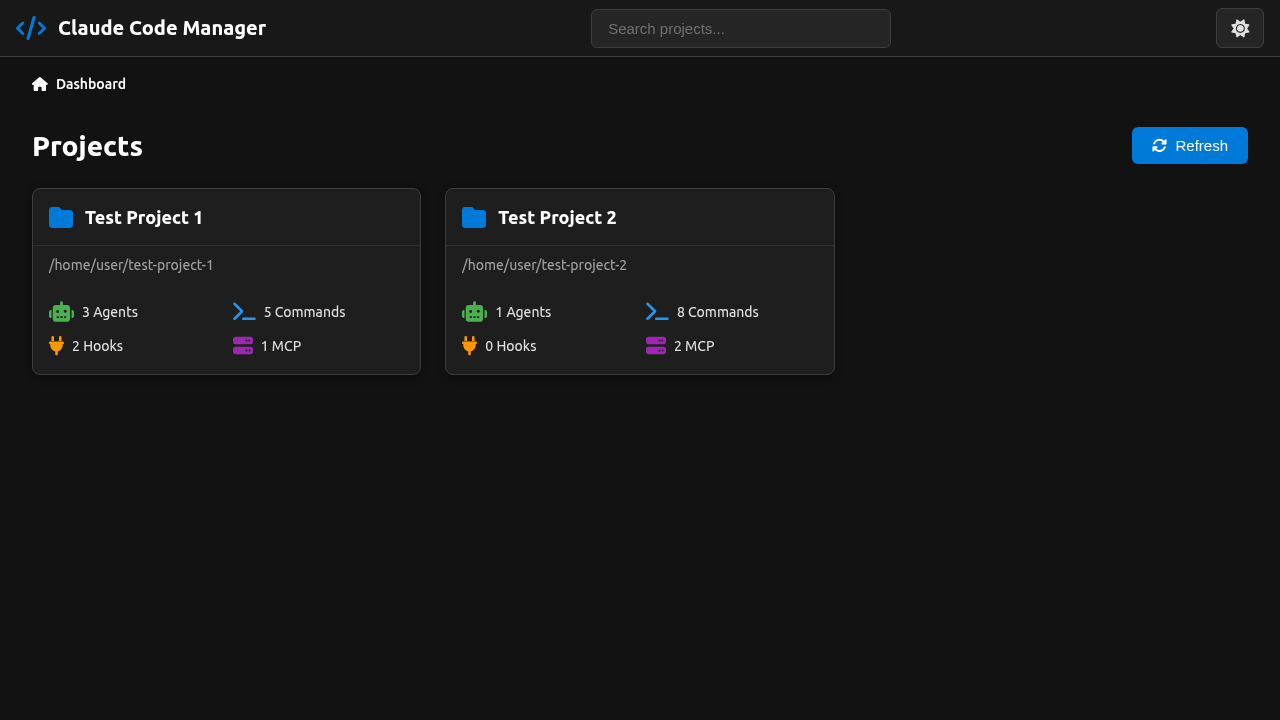 Claude Code Manager
Search projects...
Dashboard
Projects
Refresh
Test Project 1
/home/user/test-project-1
3 Agents
5 Commands
2 Hooks
1 MCP
Test Project 2
/home/user/test-project-2
1 Agents
8 Commands
0 Hooks
2 MCP